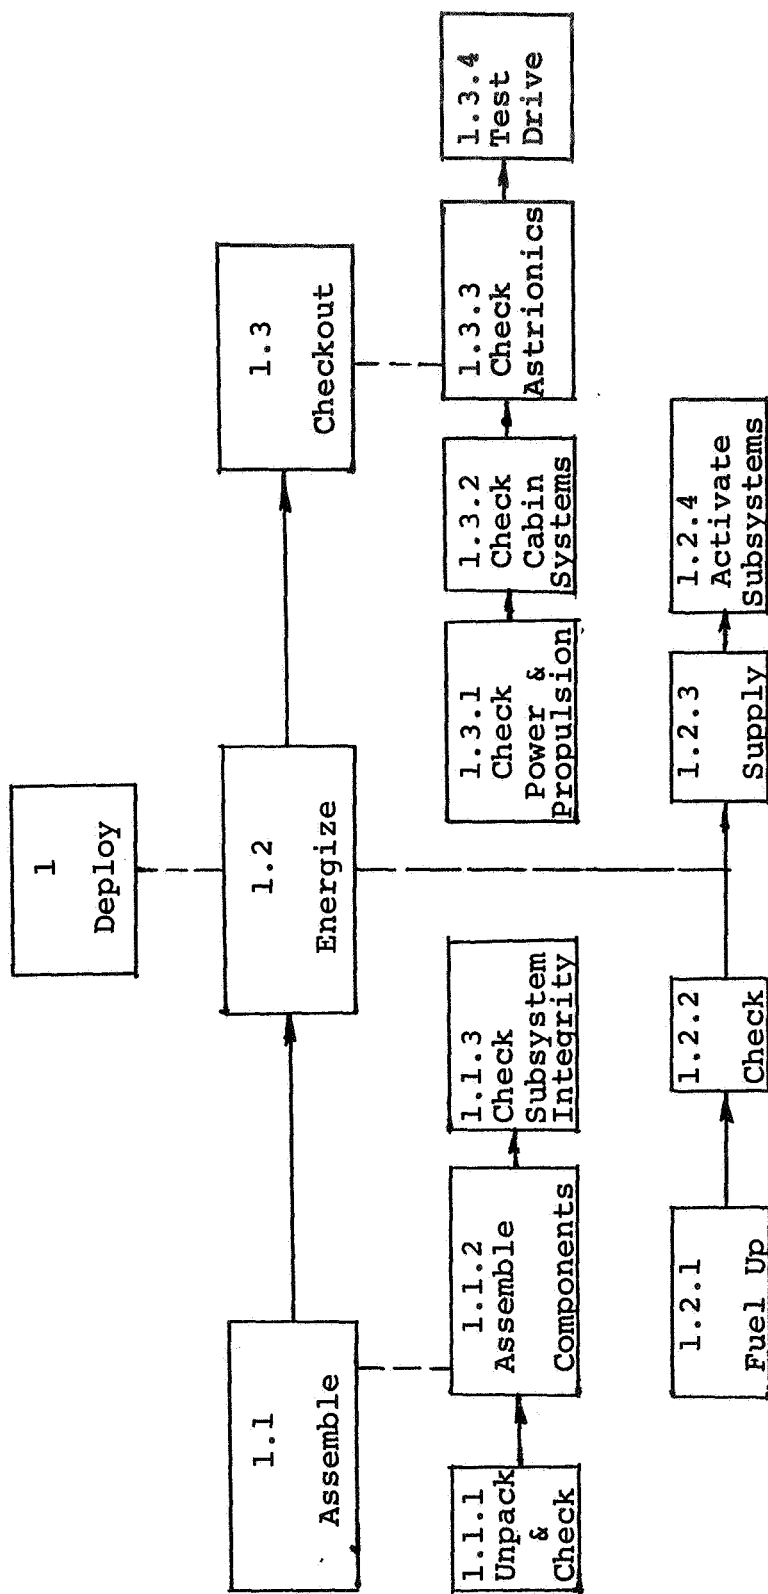 1
Deploy
1.1
Assemble
1.2
Energize
1.3
Checkout
1.1.1
Unpack
&
Check
1.1.2
Assemble
Components
1.1.3
Check
Subsystem
Integrity
1.3.1
Check
Power &
Propulsion
1.3.2
Check
Cabin
Systems
1.3.3
Check
Astrionics
1.3.4
Test
Drive
1.2.1
Fuel Up
1.2.2
Check
1.2.3
Supply
1.2.4
Activate
Subsystems